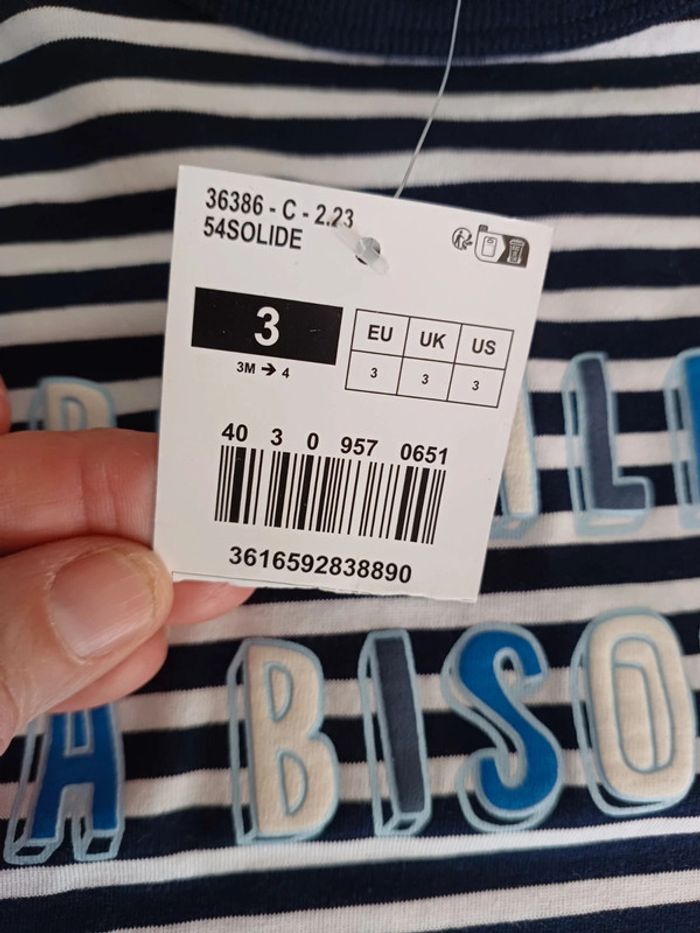 36386 - C - 2.23
54SOLIDE
3
3M → 4
EU UK US
3 3 3
40 3 0 957 0651
3616592838890
A BISO